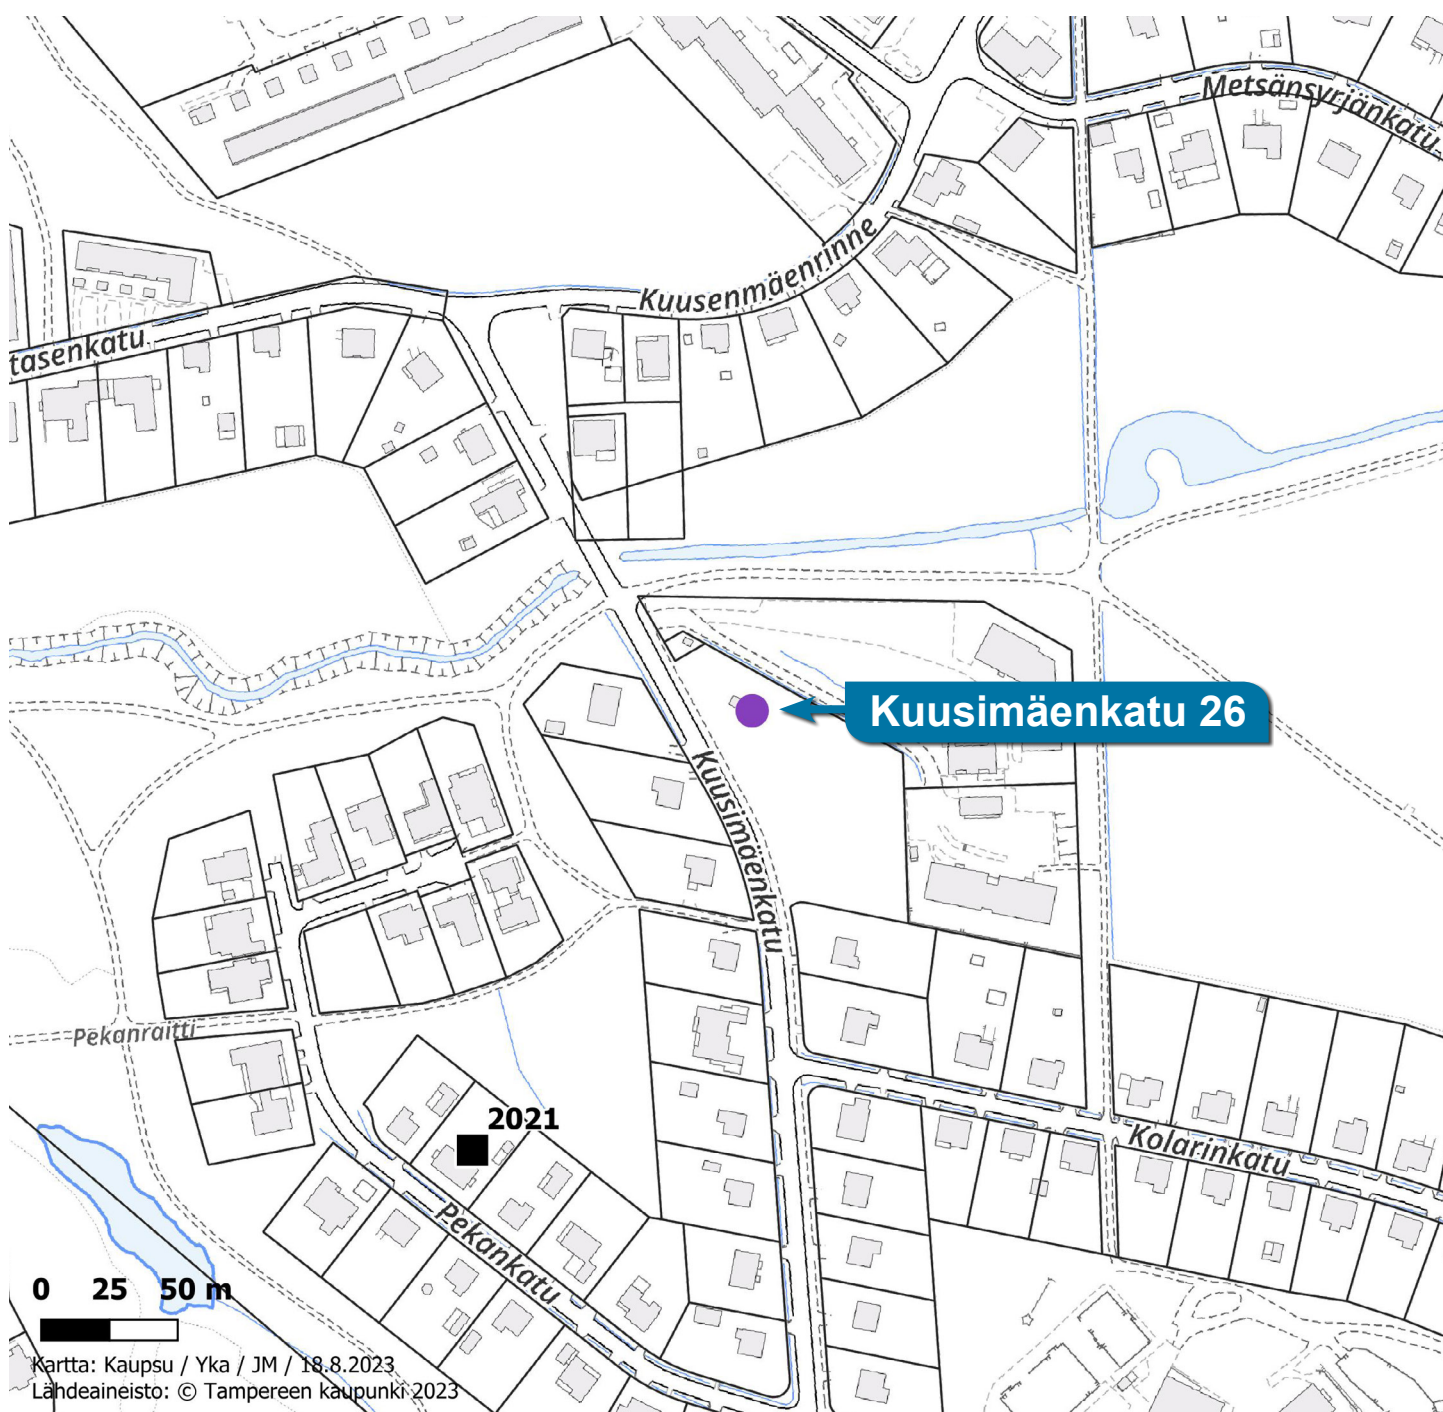 Metsänsyrjänkatu
Kuusenmäenrinne
tasenkatu
Kuusimäenkatu 26
Kuusimäenkatu
Pekanraitti
2021
Kolarinkatu
Pekankatu
0 25 50 m
Kartta: Kaupsu / Yka / JM / 18.8.2023
Lähdeaineisto: © Tampereen kaupunki 2023